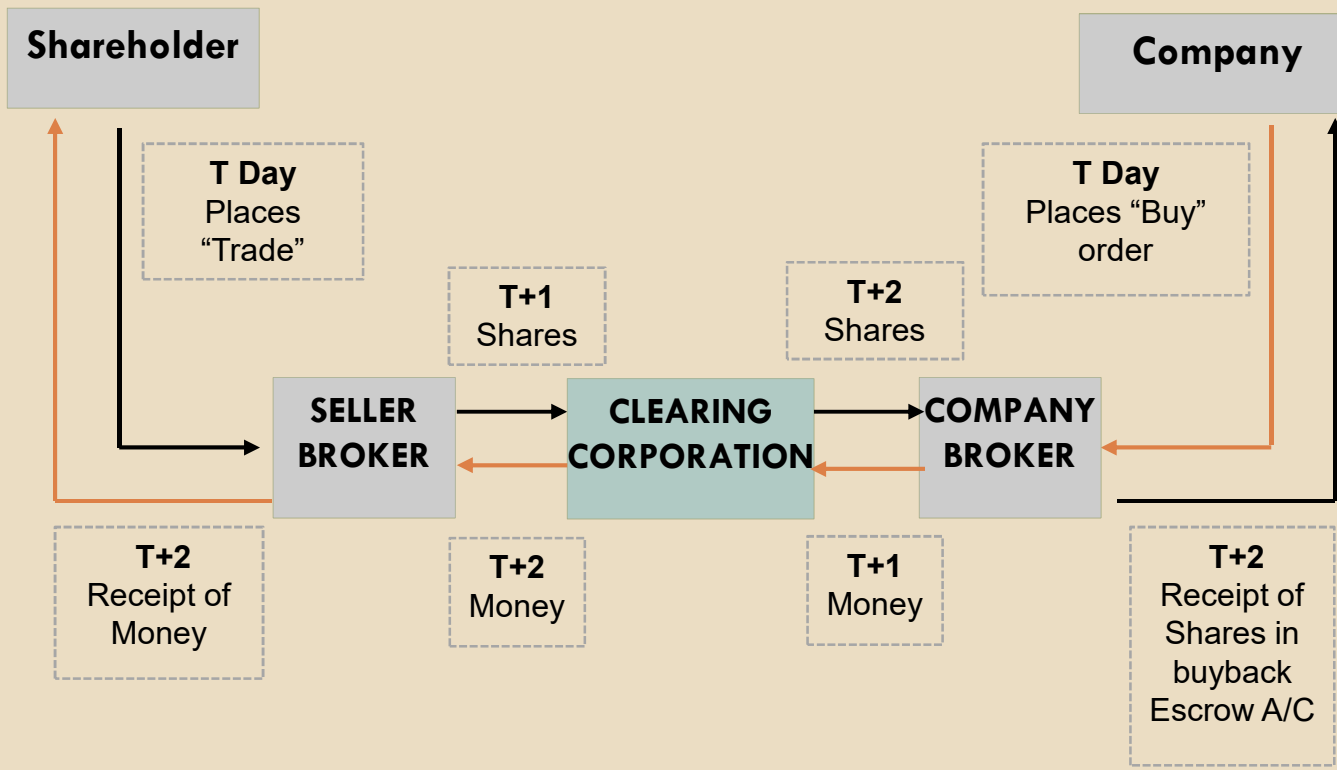 Shareholder
Company
T Day
Places
“Trade”
T Day
Places “Buy”
order
T+1
Shares
T+2
Shares
SELLER
BROKER
CLEARING
CORPORATION
COMPANY
BROKER
T+2
Receipt of
Money
T+2
Money
T+1
Money
T+2
Receipt of
Shares in
buyback
Escrow A/C